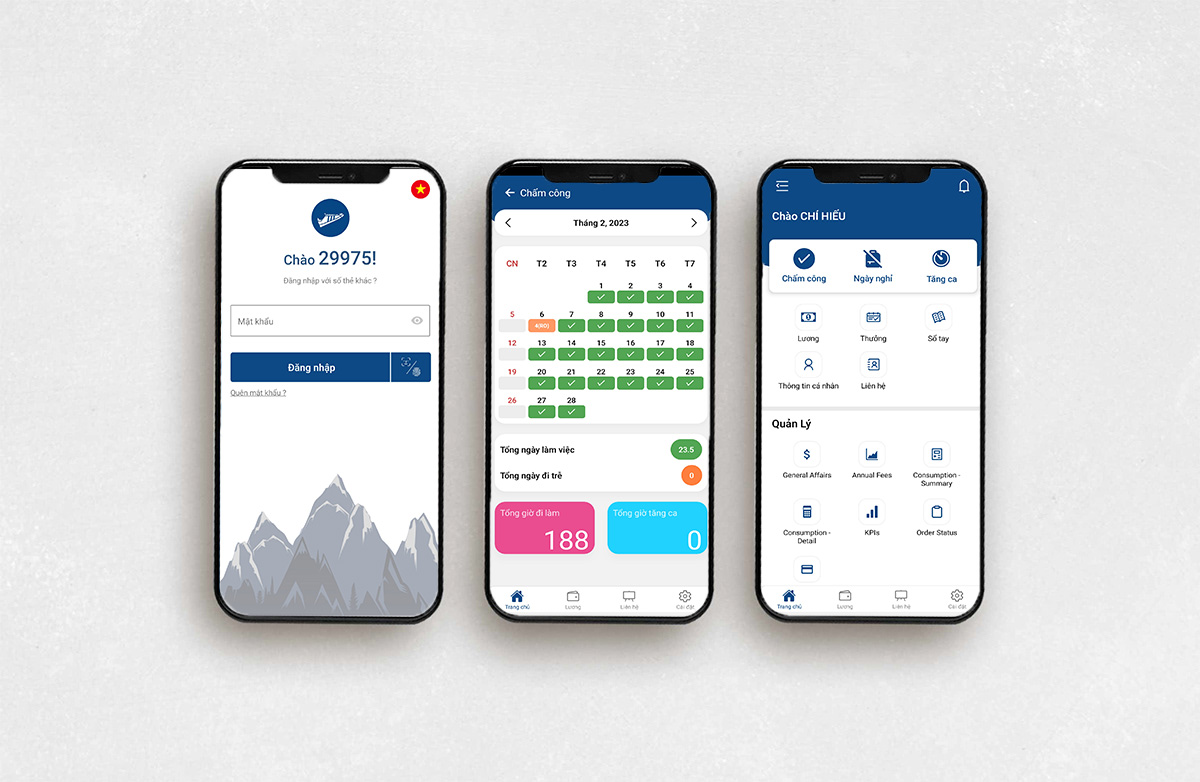 Chào 29975!
Đăng nhập với số thẻ khác ?
Mật khẩu
Đăng nhập
Quên mật khẩu ?
Chấm công
Tháng 2, 2023
CN T2 T3 T4 T5 T6 T7
1 2 3 4
5 6 7 8 9 10 11
4(RO)
12 13 14 15 16 17 18
19 20 21 22 23 24 25
26 27 28
Tổng ngày làm việc 23.5
Tổng ngày đi trễ 0
Tổng giờ đi làm
188
Tổng giờ tăng ca
0
Trang chủ Lương Liên hệ Cài đặt
Chào CHÍ HIẾU
Chấm công Ngày nghỉ Tăng ca
Lương Thưởng Sổ tay
Thông tin cá nhân Liên hệ
Quản Lý
General Affairs Annual Fees Consumption -
Summary
Consumption -
Detail
KPIs Order Status
Trang chủ Lương Liên hệ Cài đặt